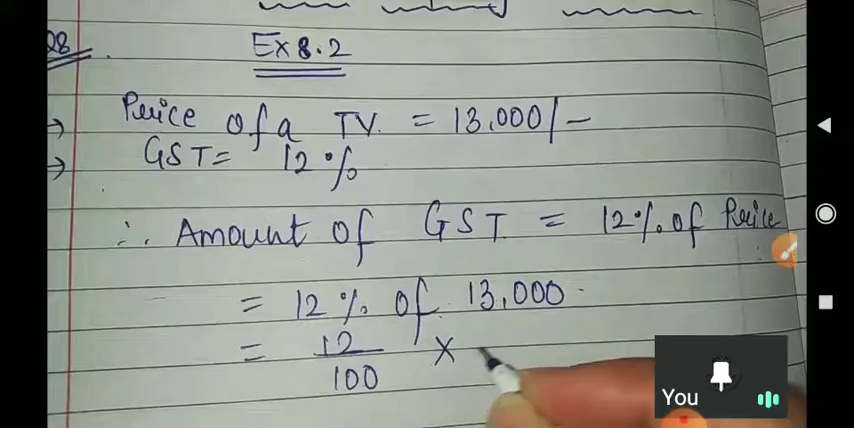 28.
Ex 8.2
→ Price of a TV. = 13,000/-
→ GST = 12%
∴ Amount of GST = 12% of Price
= 12% of 13,000
= 12/100 ×
You